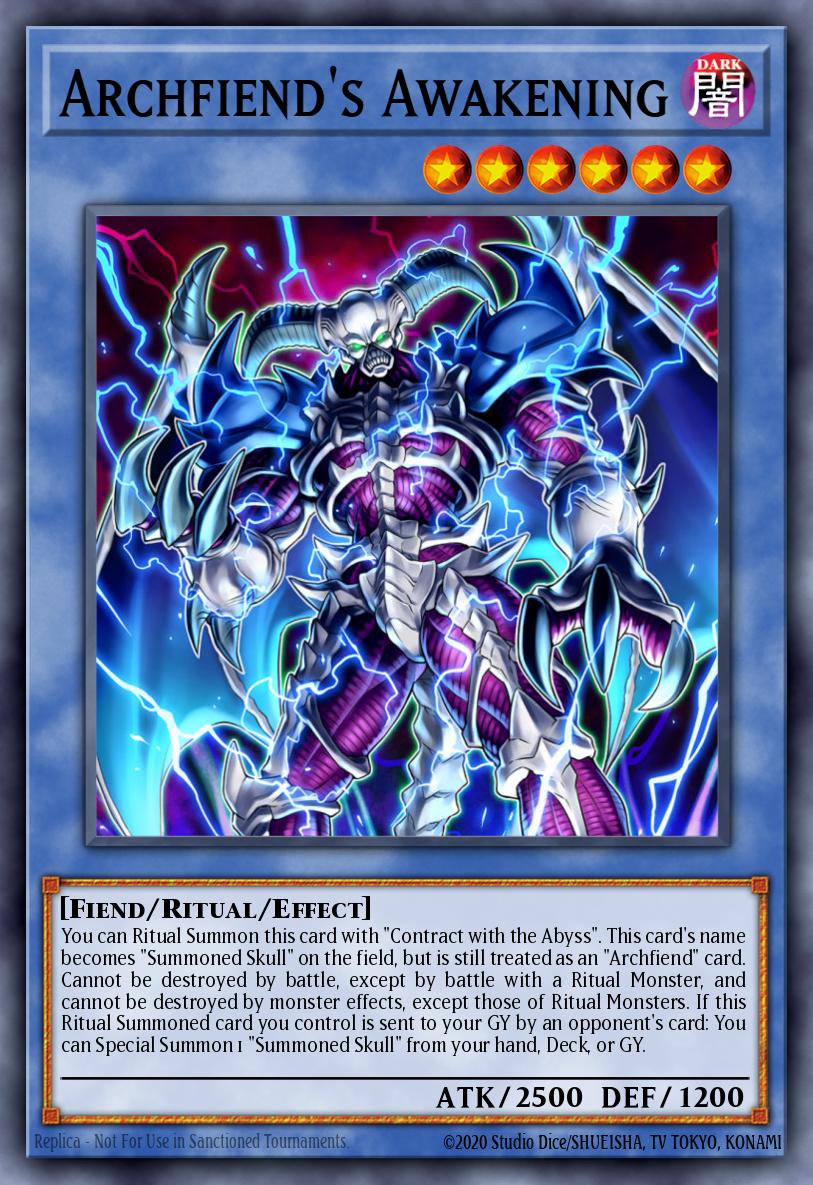 Archfiend's Awakening
DARK
闇
[Fiend/Ritual/Effect]
You can Ritual Summon this card with "Contract with the Abyss". This card's name
becomes "Summoned Skull" on the field, but is still treated as an "Archfiend" card.
Cannot be destroyed by battle, except by battle with a Ritual Monster, and
cannot be destroyed by monster effects, except those of Ritual Monsters. If this
Ritual Summoned card you control is sent to your GY by an opponent's card: You
can Special Summon 1 "Summoned Skull" from your hand, Deck, or GY.
ATK/2500 DEF/1200
Replica - Not For Use in Sanctioned Tournaments.
©2020 Studio Dice/SHUEISHA, TV TOKYO, KONAMI